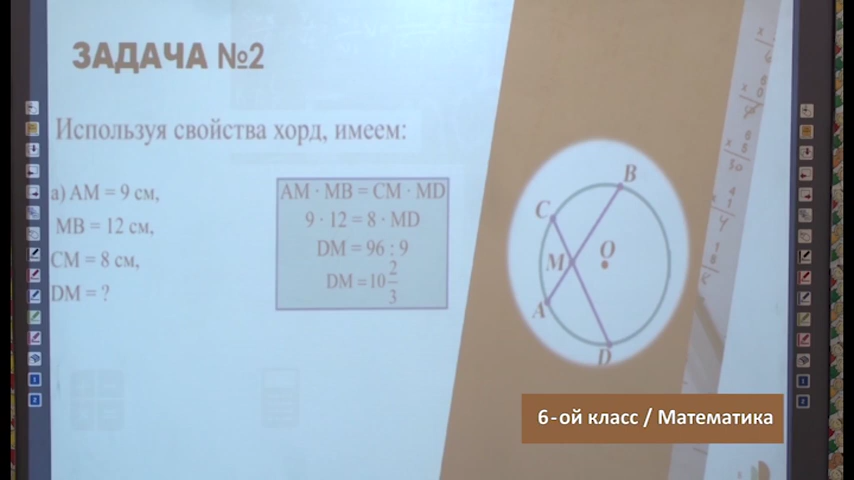 ЗАДАЧА №2
Используя свойства хорд, имеем:
а) AM = 9 см,
MB = 12 см,
CM = 8 см,
DM = ?
AM · MB = CM · MD
9 · 12 = 8 · MD
DM = 96 : 9
DM = 10 2/3
B
C
O
M
A
D
6-ой класс / Математика